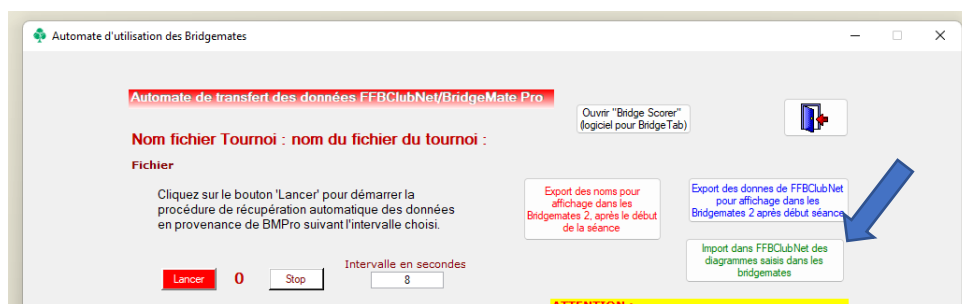 Automate d'utilisation des Bridgemates
Automate de transfert des données FFBClubNet/BridgeMate Pro
Ouvrir "Bridge Scorer"
(logiciel pour BridgeTab)
Nom fichier Tournoi : nom du fichier du tournoi :
Fichier
Cliquez sur le bouton 'Lancer' pour démarrer la
procédure de récupération automatique des données
en provenance de BMPro suivant l'intervalle choisi.
Export des noms pour
affichage dans les
Bridgemates 2, après le début
de la séance
Export des donnes de FFBClubNet
pour affichage dans les
Bridgemates 2 après début séance
Import dans FFBClubNet des
diagrammes saisis dans les
bridgemates
Intervalle en secondes
Lancer 0 Stop 8
ATTENTION :